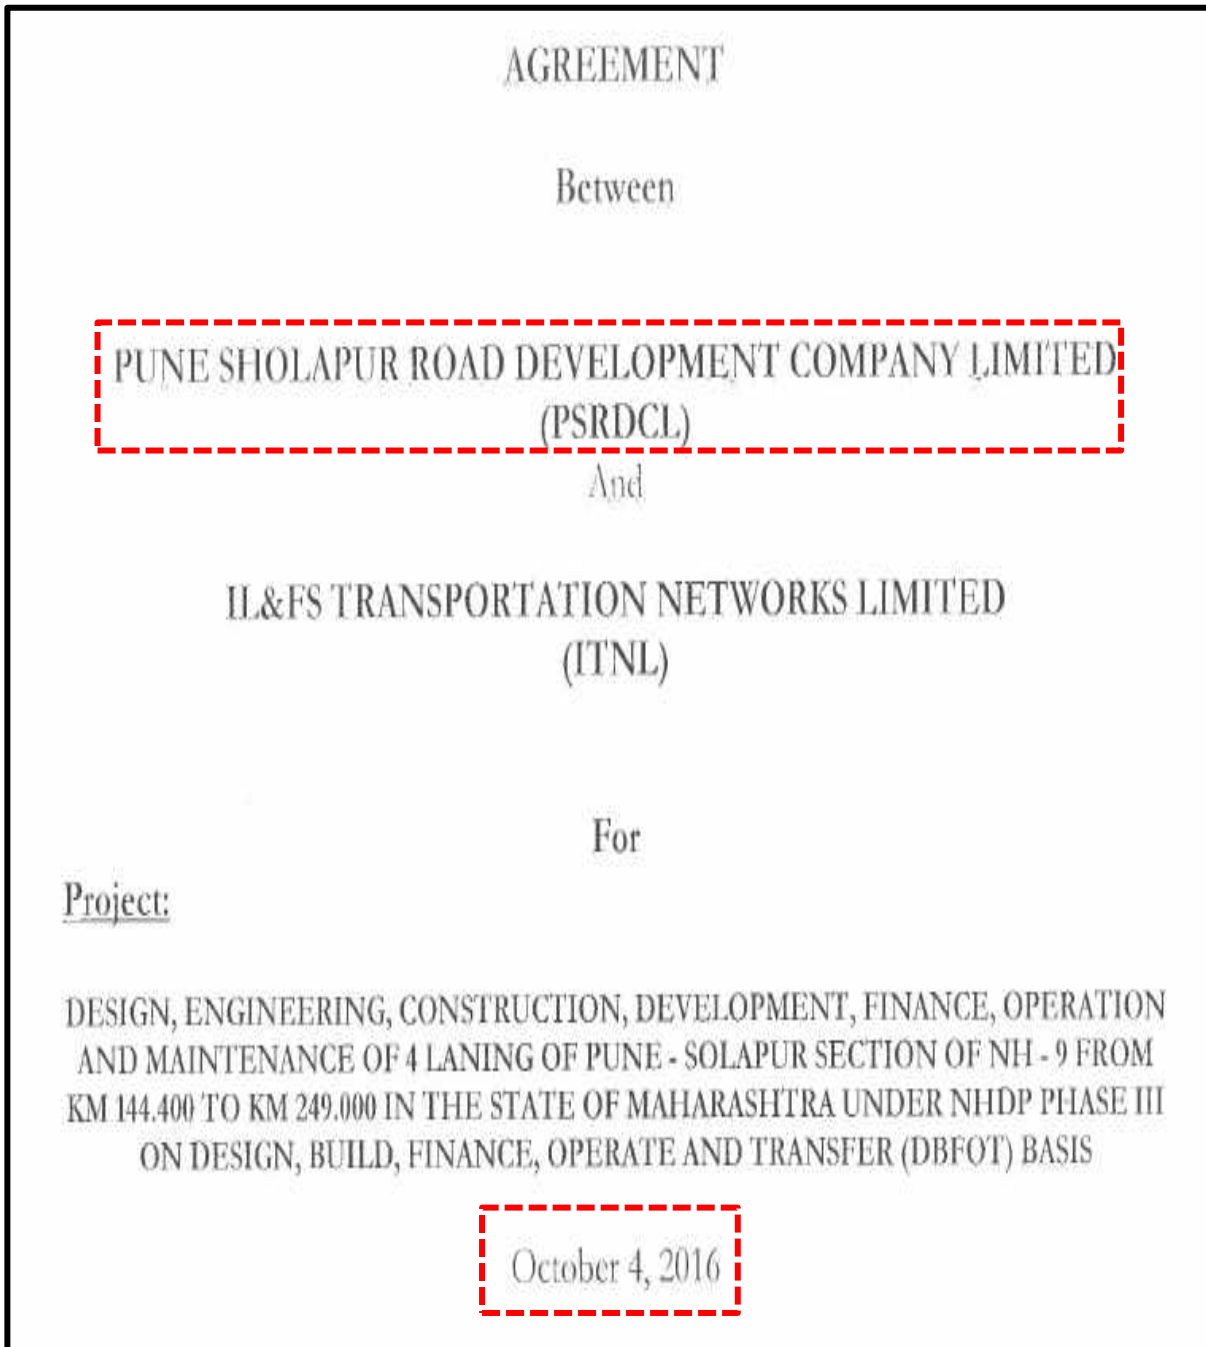 AGREEMENT
Between
PUNE SHOLAPUR ROAD DEVELOPMENT COMPANY LIMITED
(PSRDCL)
And
IL&FS TRANSPORTATION NETWORKS LIMITED
(ITNL)
For
Project:
DESIGN, ENGINEERING, CONSTRUCTION, DEVELOPMENT, FINANCE, OPERATION
AND MAINTENANCE OF 4 LANING OF PUNE - SOLAPUR SECTION OF NH - 9 FROM
KM 144.400 TO KM 249.000 IN THE STATE OF MAHARASHTRA UNDER NHDP PHASE III
ON DESIGN, BUILD, FINANCE, OPERATE AND TRANSFER (DBFOT) BASIS
October 4, 2016